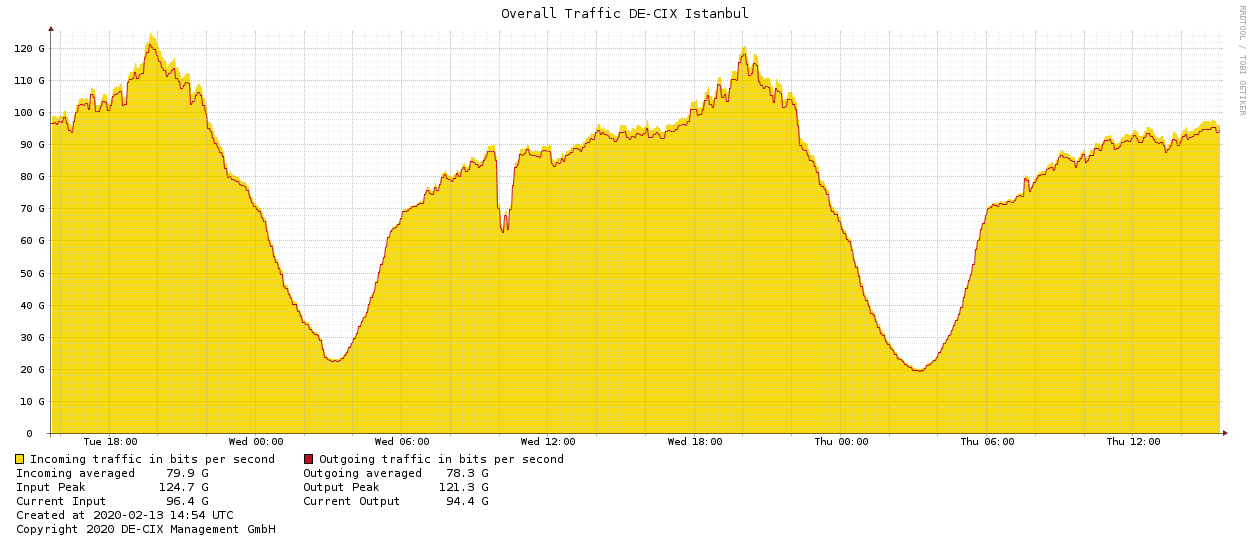 Overall Traffic DE-CIX Istanbul
RRDTOOL / TOBI OETIKER
120 G
110 G
100 G
90 G
80 G
70 G
60 G
50 G
40 G
30 G
20 G
10 G
0
Tue 18:00 Wed 00:00 Wed 06:00 Wed 12:00 Wed 18:00 Thu 00:00 Thu 06:00 Thu 12:00
Incoming traffic in bits per second Outgoing traffic in bits per second
Incoming averaged 79.9 G Outgoing averaged 78.3 G
Input Peak 124.7 G Output Peak 121.3 G
Current Input 96.4 G Current Output 94.4 G
Created at 2020-02-13 14:54 UTC
Copyright 2020 DE-CIX Management GmbH